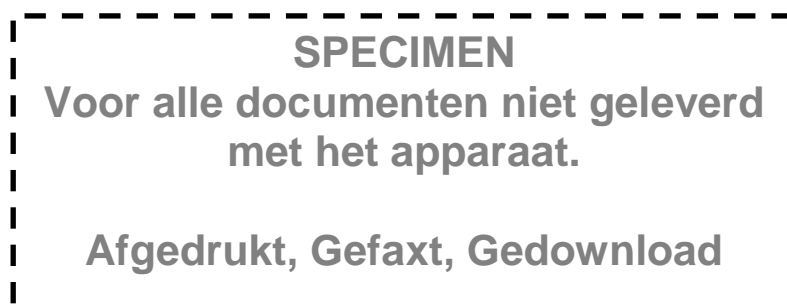 SPECIMEN
Voor alle documenten niet geleverd
met het apparaat.
Afgedrukt, Gefaxt, Gedownload